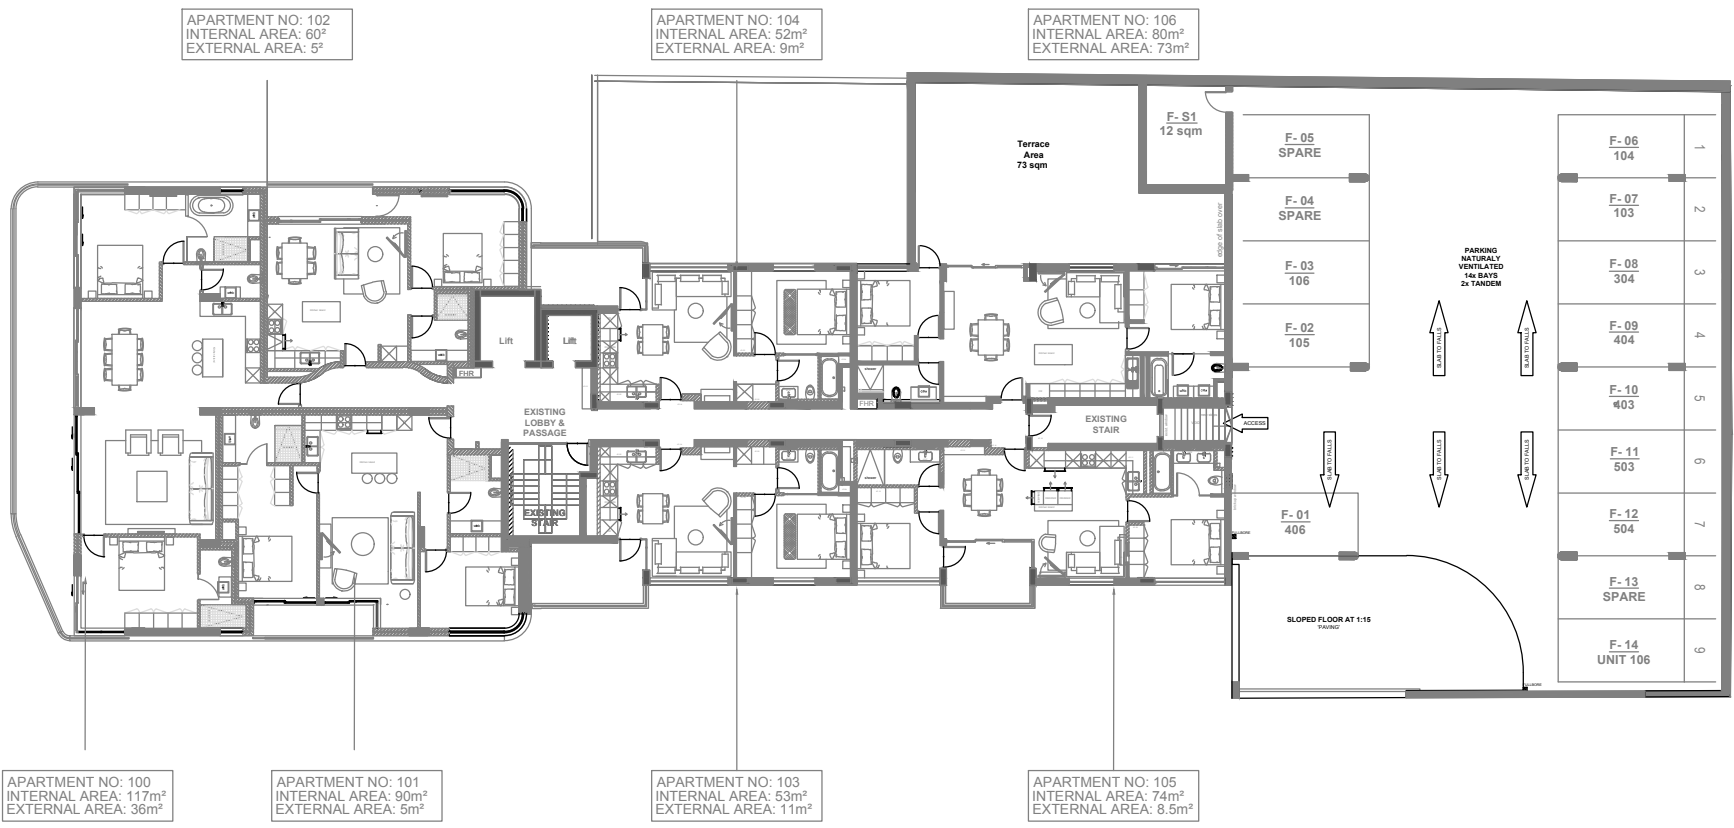 APARTMENT NO: 102
INTERNAL AREA: 60²
EXTERNAL AREA: 5²
APARTMENT NO: 104
INTERNAL AREA: 52m²
EXTERNAL AREA: 9m²
APARTMENT NO: 106
INTERNAL AREA: 80m²
EXTERNAL AREA: 73m²
F- S1
12 sqm
Terrace
Area
73 sqm
edge of slab over
F- 05
SPARE
F- 04
SPARE
F- 03
106
F- 02
105
F- 01
406
PARKING
NATURALY
VENTILATED
14x BAYS
2x TANDEM
SLAB TO FALLS
SLAB TO FALLS
SLAB TO FALLS
SLAB TO FALLS
SLAB TO FALLS
F- 06
104
1
F- 07
103
2
F- 08
304
3
F- 09
404
4
F- 10
403
5
F- 11
503
6
F- 12
504
7
F- 13
SPARE
8
F- 14
UNIT 106
9
Lift
Lift
FHR
FHR
EXISTING
LOBBY &
PASSAGE
EXISTING
STAIR
EXISTING
STAIR
ACCESS
SLOPED FLOOR AT 1:15
'PAVING'
APARTMENT NO: 100
INTERNAL AREA: 117m²
EXTERNAL AREA: 36m²
APARTMENT NO: 101
INTERNAL AREA: 90m²
EXTERNAL AREA: 5m²
APARTMENT NO: 103
INTERNAL AREA: 53m²
EXTERNAL AREA: 11m²
APARTMENT NO: 105
INTERNAL AREA: 74m²
EXTERNAL AREA: 8.5m²